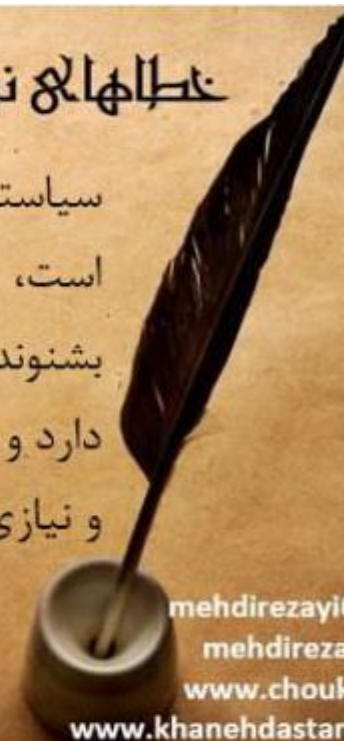 خطاهای ن
سیاست
است،
بشنوند
دارد و
و نیازی
mehdirezayi
mehdireza
www.chouk
www.khanehdastan